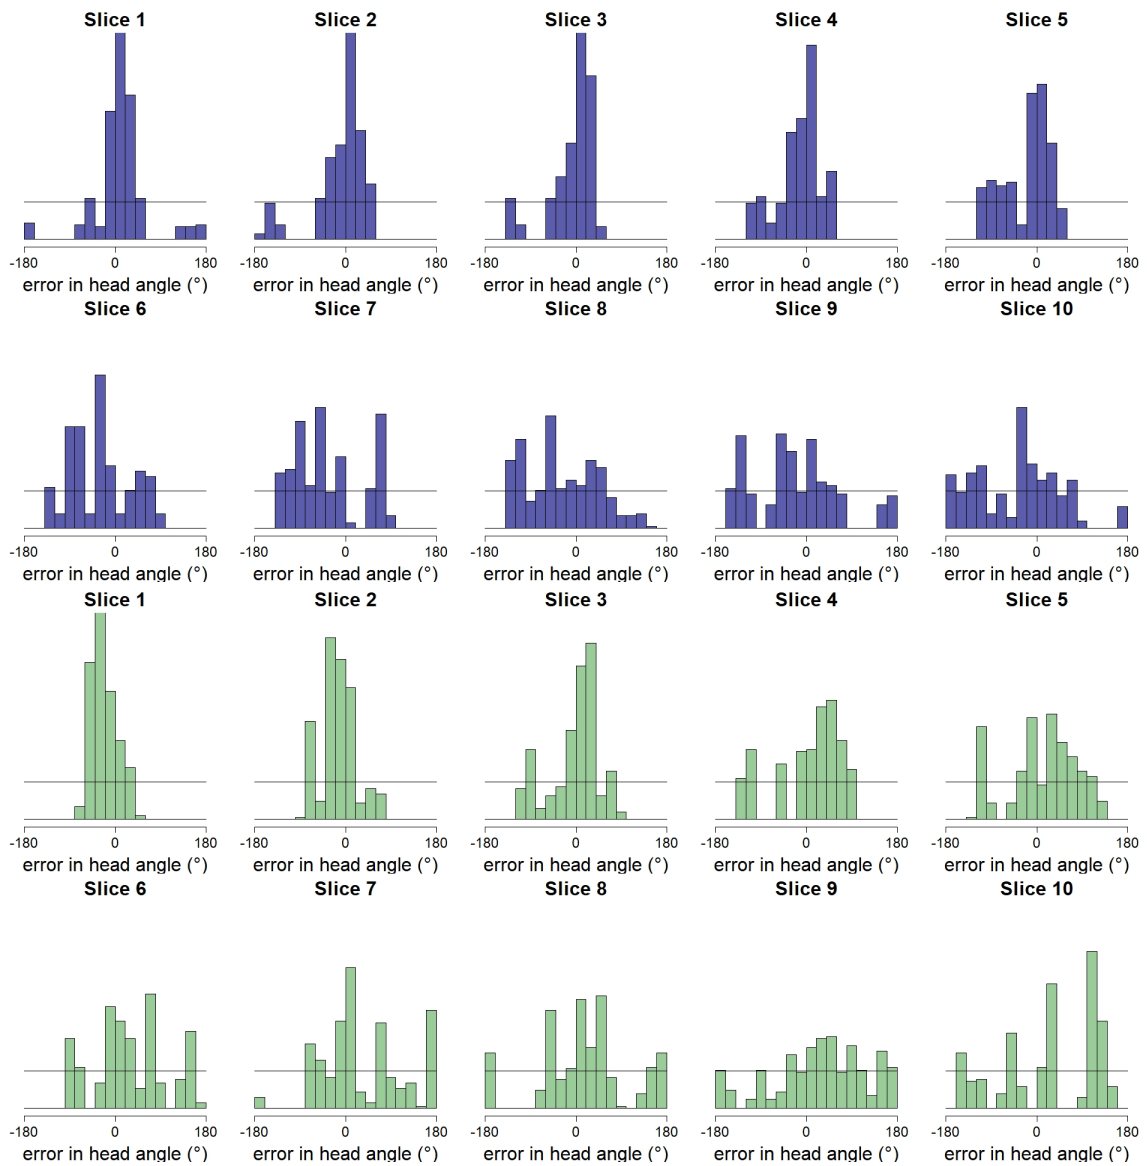 Slice 1 Slice 2 Slice 3 Slice 4 Slice 5
-180 0 180 -180 0 180 -180 0 180 -180 0 180 -180 0 180
error in head angle (°) error in head angle (°) error in head angle (°) error in head angle (°) error in head angle (°)
Slice 6 Slice 7 Slice 8 Slice 9 Slice 10
-180 0 180 -180 0 180 -180 0 180 -180 0 180 -180 0 180
error in head angle (°) error in head angle (°) error in head angle (°) error in head angle (°) error in head angle (°)
Slice 1 Slice 2 Slice 3 Slice 4 Slice 5
-180 0 180 -180 0 180 -180 0 180 -180 0 180 -180 0 180
error in head angle (°) error in head angle (°) error in head angle (°) error in head angle (°) error in head angle (°)
Slice 6 Slice 7 Slice 8 Slice 9 Slice 10
-180 0 180 -180 0 180 -180 0 180 -180 0 180 -180 0 180
error in head angle (°) error in head angle (°) error in head angle (°) error in head angle (°) error in head angle (°)